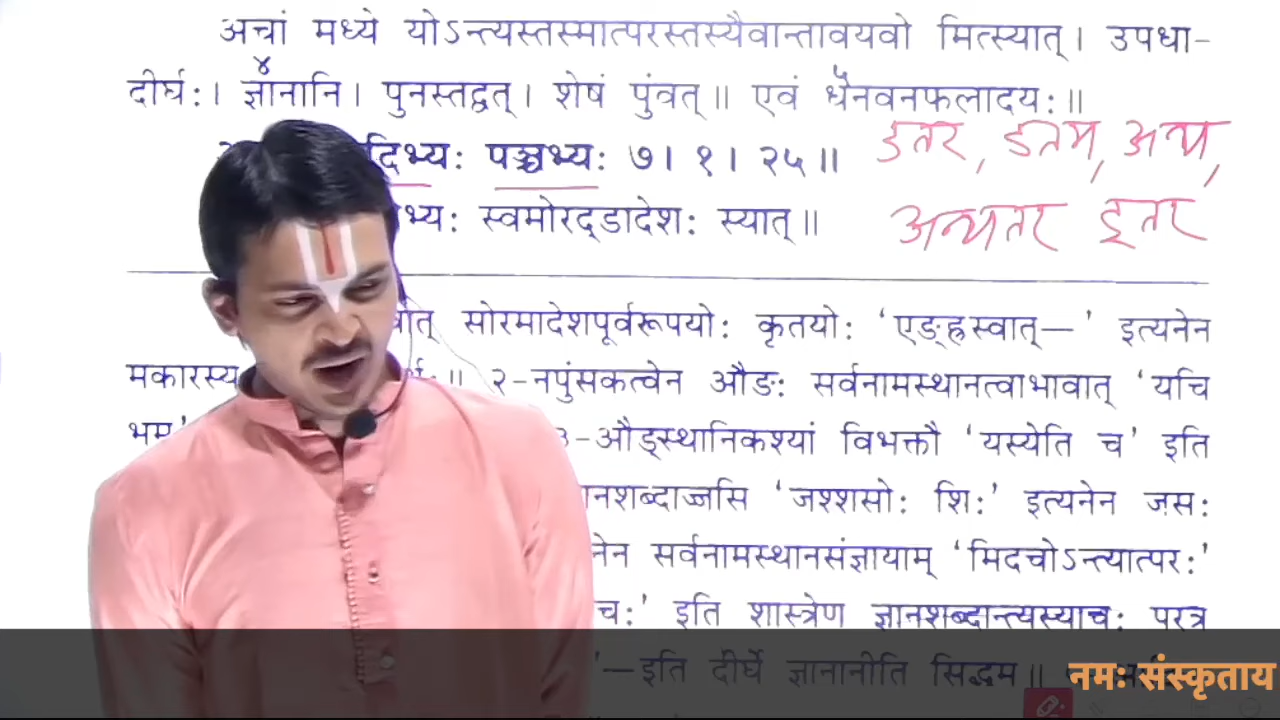 अचां मध्ये योऽन्त्यस्तस्मात्परस्तस्यैवान्तावयवो मित्स्यात्। उपधा-
४ ५
दीर्घः। ज्ञानानि। पुनस्तद्वत्। शेषं पुंवत्॥ एवं धनवनफलादयः॥
भ्यः पञ्चभ्यः ७। १। २५॥ डतर, डतम, अन्य,
भ्यः स्वमोरद्डादेशः स्यात्॥ अन्यतर इतर
सोरमादेशपूर्वरूपयोः कृतयोः 'एङ्ह्रस्वात्—' इत्यनेन
मकारस्य २-नपुंसकत्वेन औङः सर्वनामस्थानत्वाभावात् 'यचि
भम्' ३-औङ्स्थानिकश्यां विभक्तौ 'यस्येति च' इति
नशब्दाज्जसि 'जश्शसोः शिः' इत्यनेन जसः
सर्वनामस्थानसंज्ञायाम् 'मिदचोऽन्त्यात्परः'
चः' इति शास्त्रेण ज्ञानशब्दान्त्यस्याचः परत्र
'—इति दीर्घे ज्ञानानीति सिद्धम॥ नमः संस्कृताय